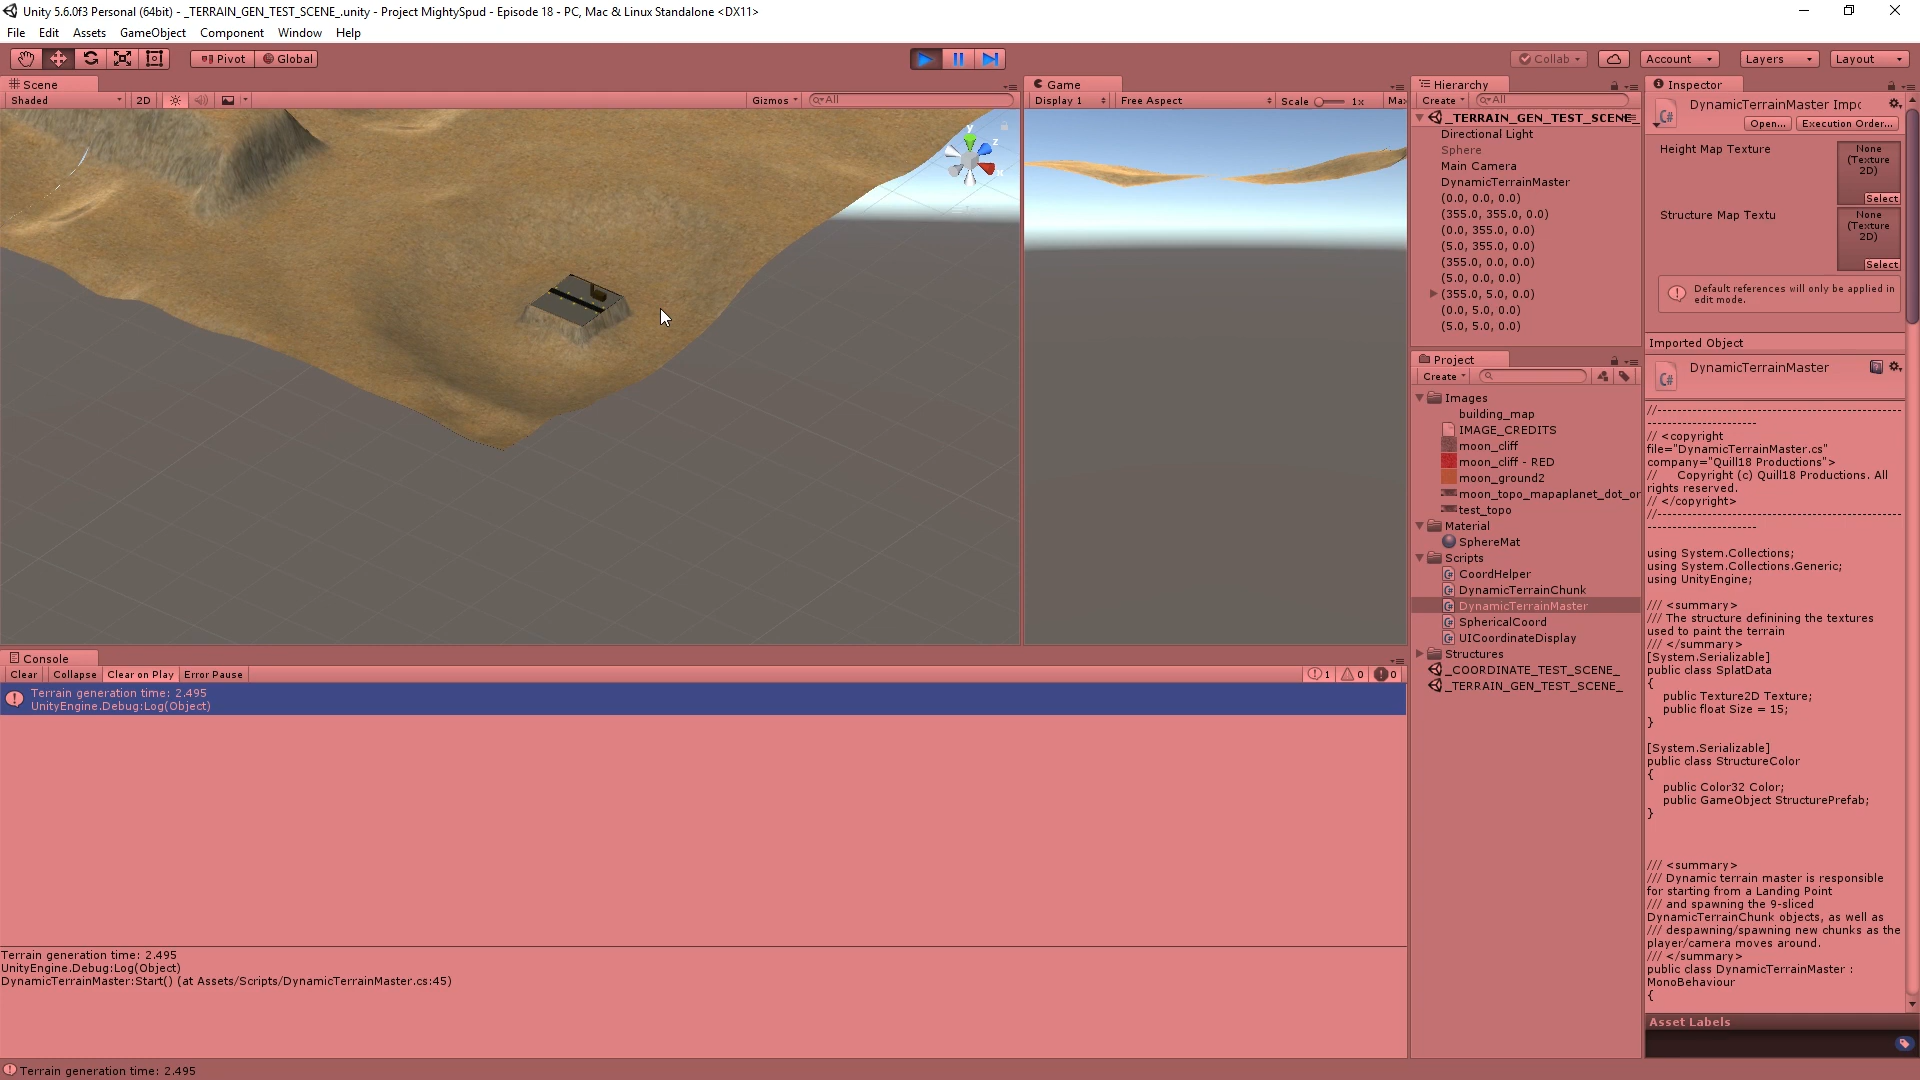 Unity 5.6.0f3 Personal (64bit) - _TERRAIN_GEN_TEST_SCENE_.unity - Project MightySpud - Episode 18 - PC, Mac & Linux Standalone <DX11>
File Edit Assets GameObject Component Window Help
Pivot Global
Collab Account Layers Layout
Scene
Shaded 2D Gizmos All
y
z
x
Game
Display 1 Free Aspect Scale 1x Max
Hierarchy
Create All
_TERRAIN_GEN_TEST_SCENE_
Directional Light
Sphere
Main Camera
DynamicTerrainMaster
(0.0, 0.0, 0.0)
(355.0, 355.0, 0.0)
(0.0, 355.0, 0.0)
(5.0, 355.0, 0.0)
(355.0, 0.0, 0.0)
(5.0, 0.0, 0.0)
(355.0, 5.0, 0.0)
(0.0, 5.0, 0.0)
(5.0, 5.0, 0.0)
Project
Create
Images
building_map
IMAGE_CREDITS
moon_cliff
moon_cliff - RED
moon_ground2
moon_topo_mapaplanet_dot_or
test_topo
Material
SphereMat
Scripts
CoordHelper
DynamicTerrainChunk
DynamicTerrainMaster
SphericalCoord
UICoordinateDisplay
Structures
_COORDINATE_TEST_SCENE_
_TERRAIN_GEN_TEST_SCENE_
Inspector
DynamicTerrainMaster Impo
Open... Execution Order...
Height Map Texture
None
(Texture
2D)
Select
Structure Map Textu
None
(Texture
2D)
Select
Default references will only be applied in
edit mode.
Imported Object
DynamicTerrainMaster
//-----------------------------------------------
---------------------
// <copyright
file="DynamicTerrainMaster.cs"
company="Quill18 Productions">
// Copyright (c) Quill18 Productions. All
rights reserved.
// </copyright>
//-----------------------------------------------
---------------------
using System.Collections;
using System.Collections.Generic;
using UnityEngine;
/// <summary>
/// The structure definining the textures
used to paint the terrain
/// </summary>
[System.Serializable]
public class SplatData
{
public Texture2D Texture;
public float Size = 15;
}
[System.Serializable]
public class StructureColor
{
public Color32 Color;
public GameObject StructurePrefab;
}
/// <summary>
/// Dynamic terrain master is responsible
for starting from a Landing Point
/// and spawning the 9-sliced
DynamicTerrainChunk objects, as well as
/// despawning/spawning new chunks as the
player/camera moves around.
/// </summary>
public class DynamicTerrainMaster :
MonoBehaviour
{
Asset Labels
Console
Clear Collapse Clear on Play Error Pause 1 0 0
Terrain generation time: 2.495
UnityEngine.Debug:Log(Object)
Terrain generation time: 2.495
UnityEngine.Debug:Log(Object)
DynamicTerrainMaster:Start() (at Assets/Scripts/DynamicTerrainMaster.cs:45)
Terrain generation time: 2.495